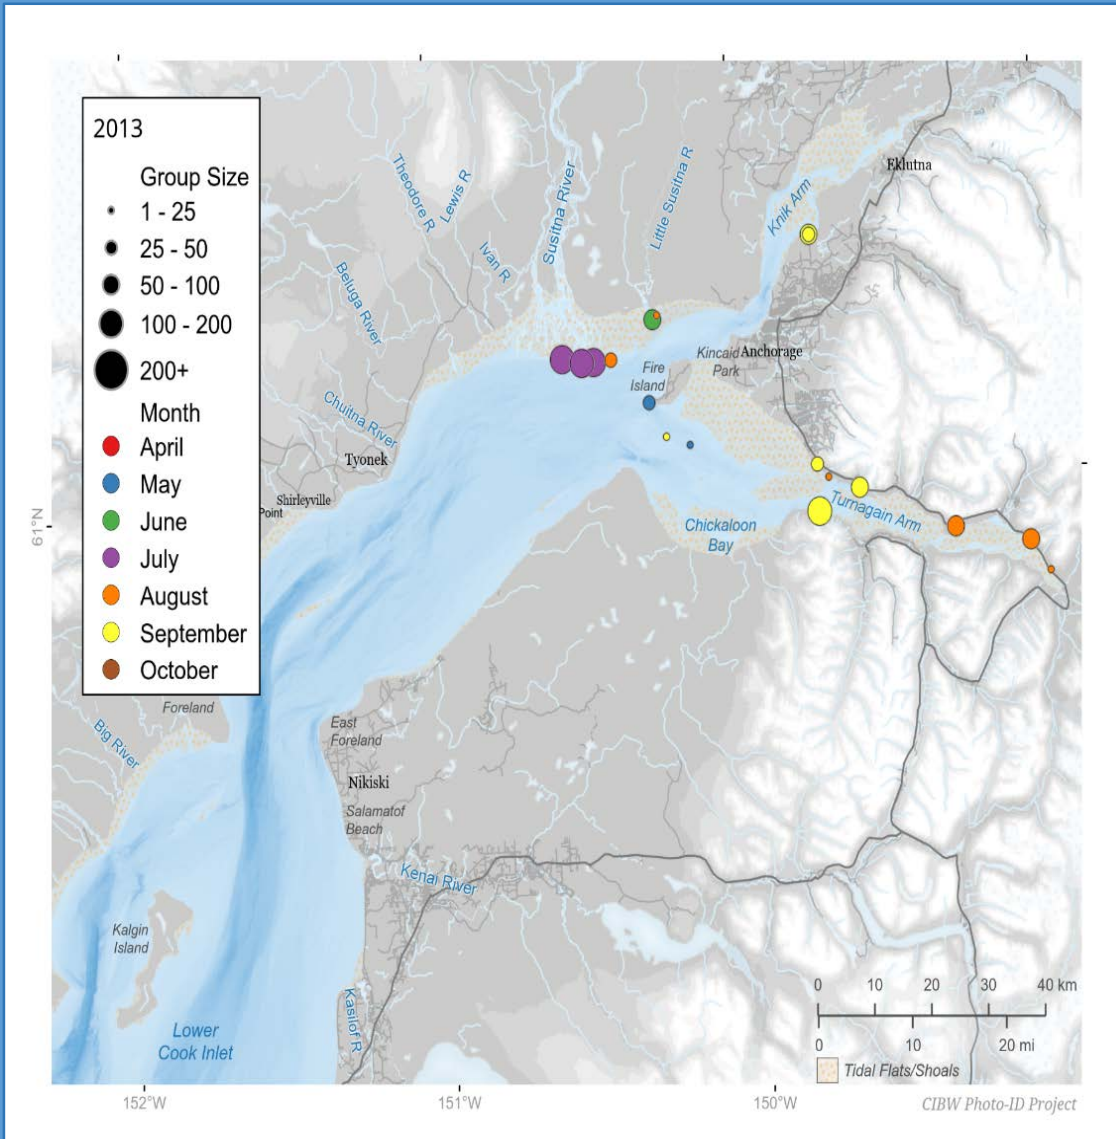 2013
Group Size
1 - 25
25 - 50
50 - 100
100 - 200
200+
Month
April
May
June
July
August
September
October
Theodore R
Lewis R
Ivan R
Susitna River
Little Susitna R
Beluga River
Knik Arm
Eklutna
Kincaid
Park
Anchorage
Fire
Island
Chuitna River
Tyonek
Shirleyville
Point
61°N
Chickaloon
Bay
Turnagain Arm
Foreland
Big River
East
Foreland
Nikiski
Salamatof
Beach
Kenai River
Kalgin
Island
Kasilof R
Lower
Cook Inlet
0 10 20 30 40 km
0 10 20 mi
Tidal Flats/Shoals
CIBW Photo-ID Project
152°W 151°W 150°W